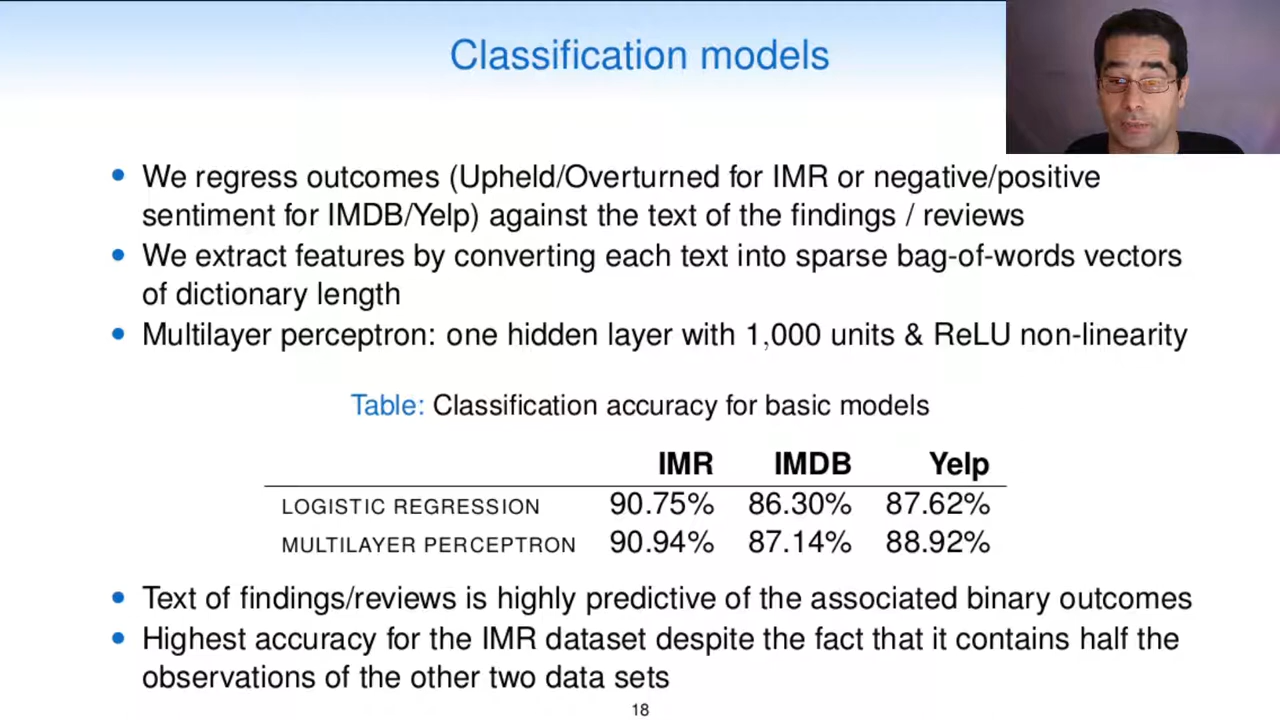 Classification models
• We regress outcomes (Upheld/Overturned for IMR or negative/positive
sentiment for IMDB/Yelp) against the text of the findings / reviews
• We extract features by converting each text into sparse bag-of-words vectors
of dictionary length
• Multilayer perceptron: one hidden layer with 1,000 units & ReLU non-linearity
Table: Classification accuracy for basic models
IMR IMDB Yelp
LOGISTIC REGRESSION 90.75% 86.30% 87.62%
MULTILAYER PERCEPTRON 90.94% 87.14% 88.92%
• Text of findings/reviews is highly predictive of the associated binary outcomes
• Highest accuracy for the IMR dataset despite the fact that it contains half the
observations of the other two data sets
18